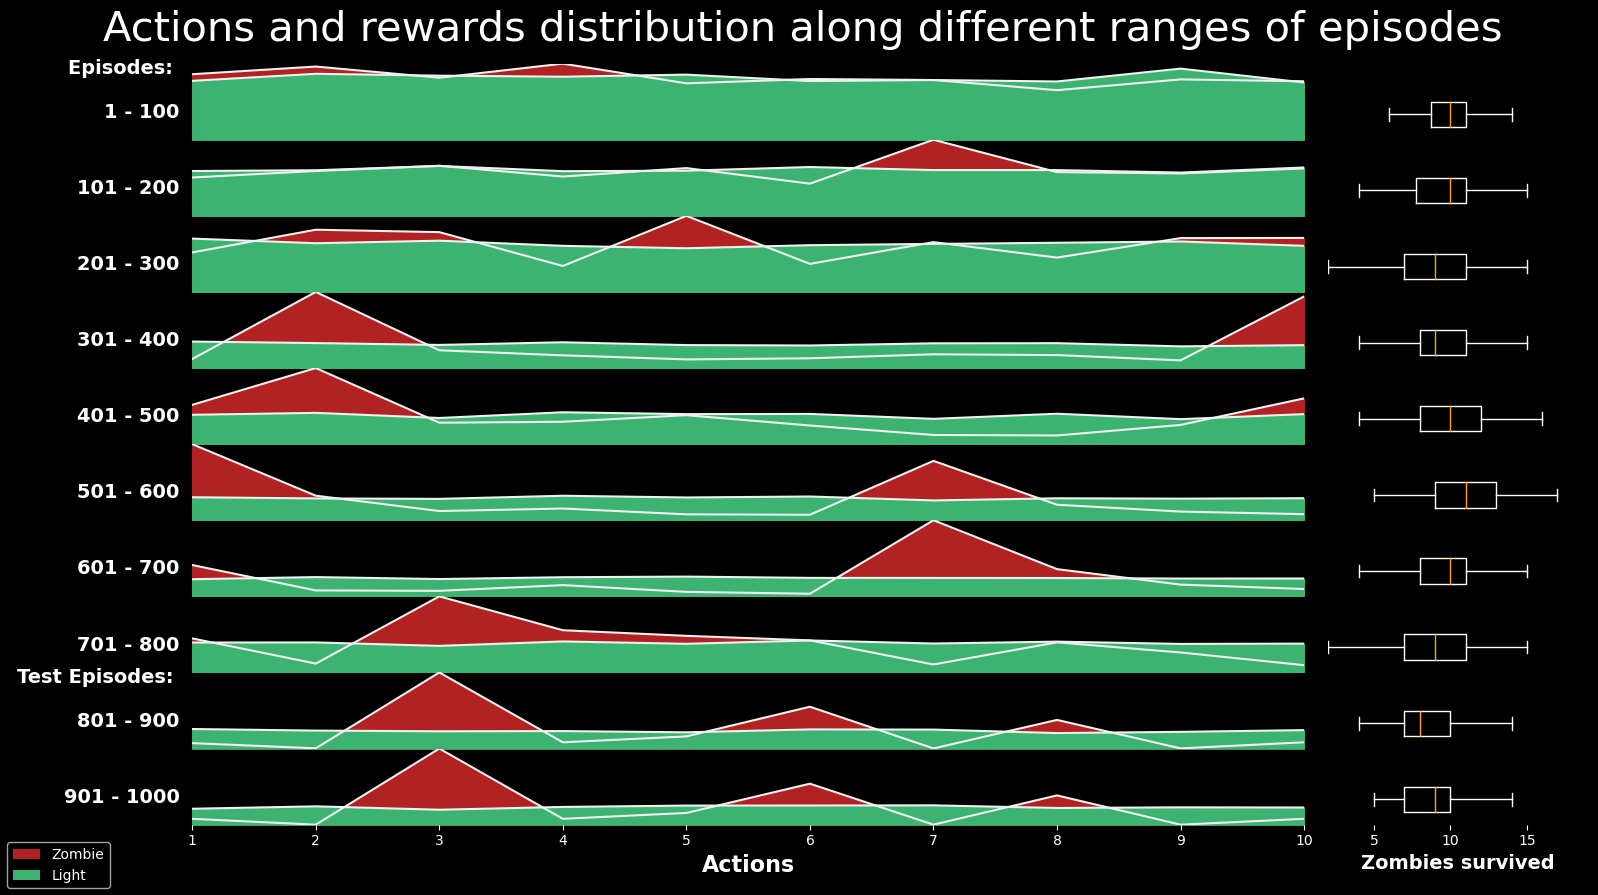 Actions and rewards distribution along different ranges of episodes
Episodes:
1 - 100
101 - 200
201 - 300
301 - 400
401 - 500
501 - 600
601 - 700
701 - 800
Test Episodes:
801 - 900
901 - 1000
1 2 3 4 5 6 7 8 9 10
Actions
5 10 15
Zombies survived
Zombie
Light